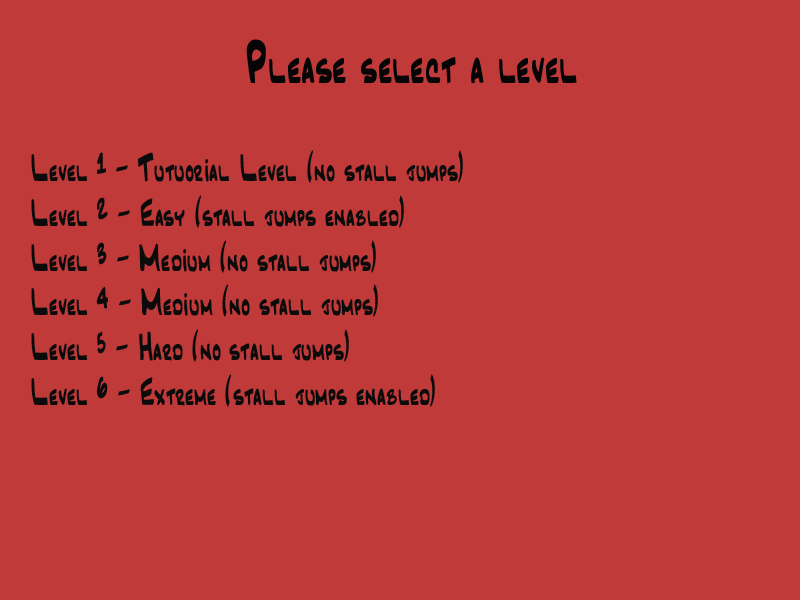 Please select a level
Level 1 - Tutuorial Level (no stall jumps)
Level 2 - Easy (stall jumps enabled)
Level 3 - Medium (no stall jumps)
Level 4 - Medium (no stall jumps)
Level 5 - Hard (no stall jumps)
Level 6 - Extreme (stall jumps enabled)